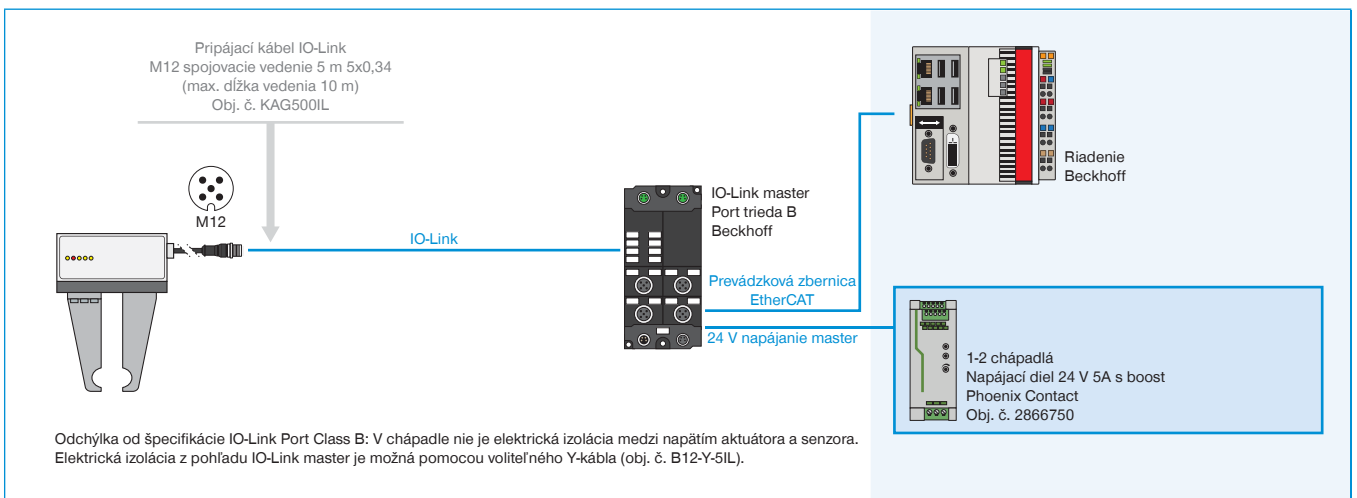 Pripájací kábel IO-Link
M12 spojovacie vedenie 5 m 5x0,34
(max. dĺžka vedenia 10 m)
Obj. č. KAG500IL
M12
IO-Link
IO-Link master
Port trieda B
Beckhoff
Riadenie
Beckhoff
Prevádzková zbernica
EtherCAT
24 V napájanie master
1-2 chápadlá
Napájací diel 24 V 5A s boost
Phoenix Contact
Obj. č. 2866750
Odchýlka od špecifikácie IO-Link Port Class B: V chápadle nie je elektrická izolácia medzi napätím aktuátora a senzora.
Elektrická izolácia z pohľadu IO-Link master je možná pomocou voliteľného Y-kábla (obj. č. B12-Y-5IL).